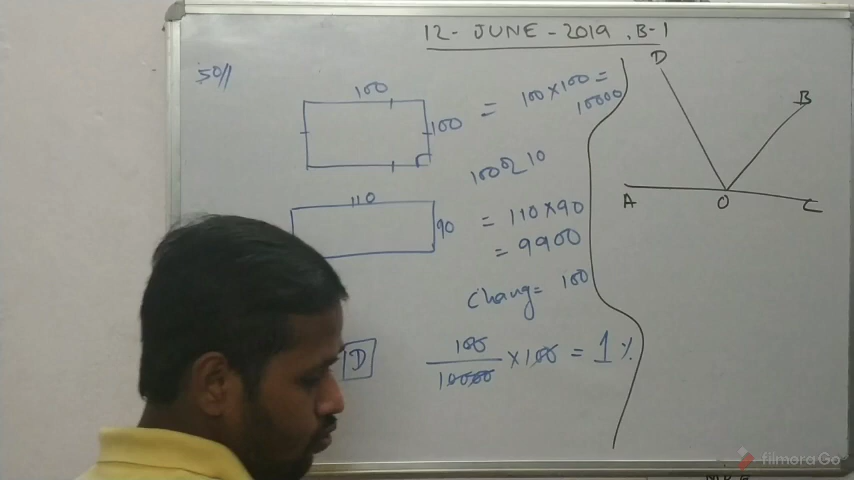 12-JUNE-2019, B-1
50//
100
100
= 100×100 =
10000
100 or 10
110
90
= 110×90
= 9900
Chang= 100
D
100/10000 ×100 = 1%
D
B
A
O
C
filmora Go